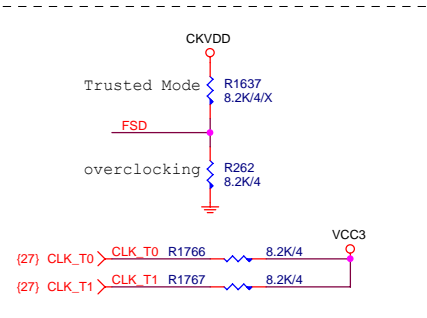 CKVDD
Trusted Mode R1637
8.2K/4/X
FSD
overclocking R262
8.2K/4
VCC3
{27} CLK_T0 CLK_T0 R1766 8.2K/4
{27} CLK_T1 CLK_T1 R1767 8.2K/4